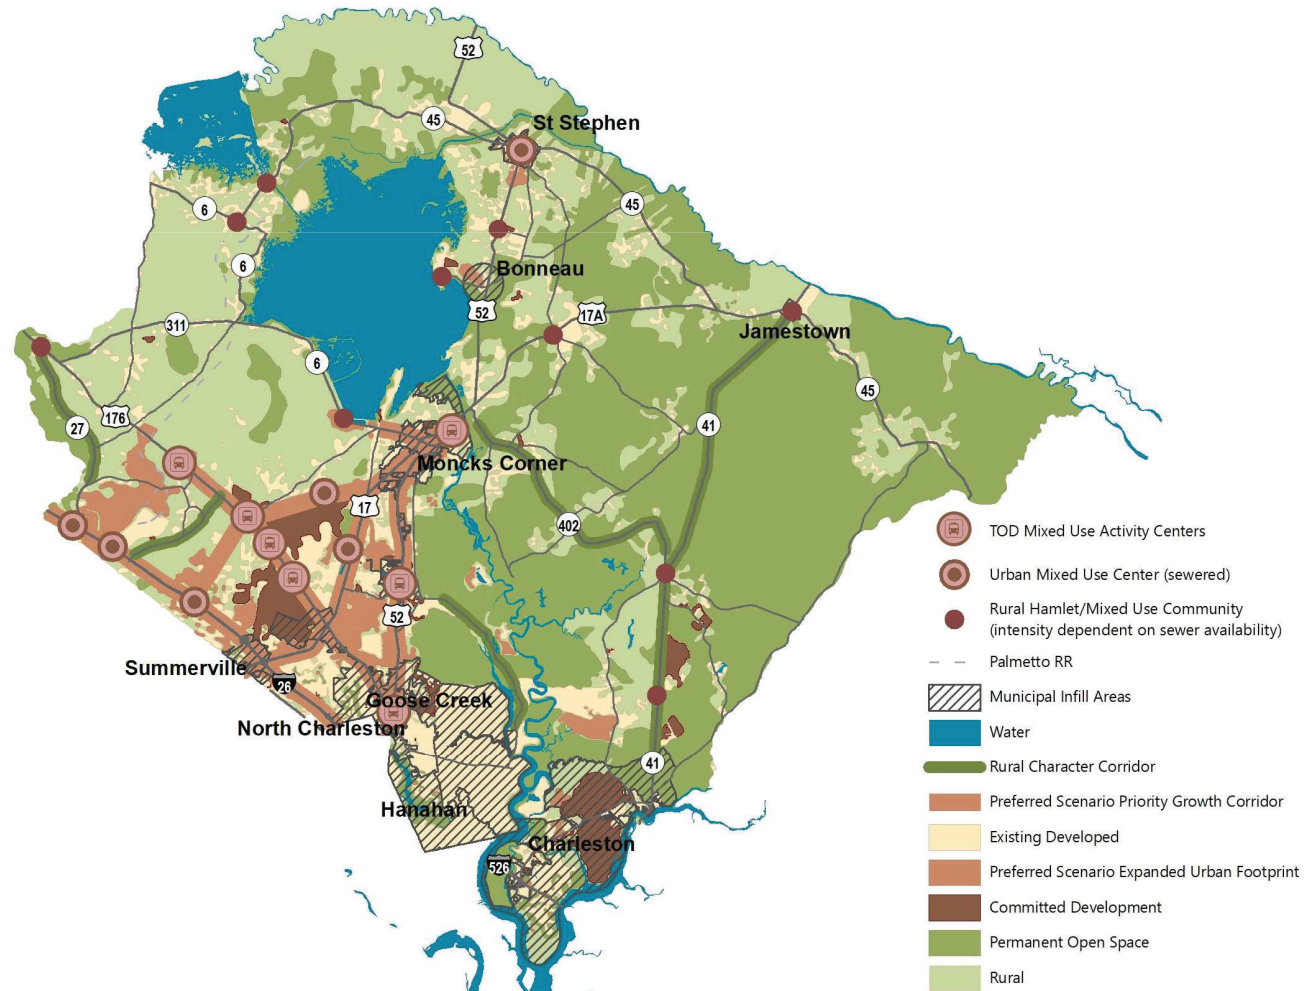 52
45
St Stephen
6
45
6
Bonneau
52
17A
311
Jamestown
6
45
176
27
41
Moncks Corner
17
402
52
Summerville
26
Goose Creek
North Charleston
41
Hanahan
Charleston
526
TOD Mixed Use Activity Centers
Urban Mixed Use Center (sewered)
Rural Hamlet/Mixed Use Community
(intensity dependent on sewer availability)
Palmetto RR
Municipal Infill Areas
Water
Rural Character Corridor
Preferred Scenario Priority Growth Corridor
Existing Developed
Preferred Scenario Expanded Urban Footprint
Committed Development
Permanent Open Space
Rural